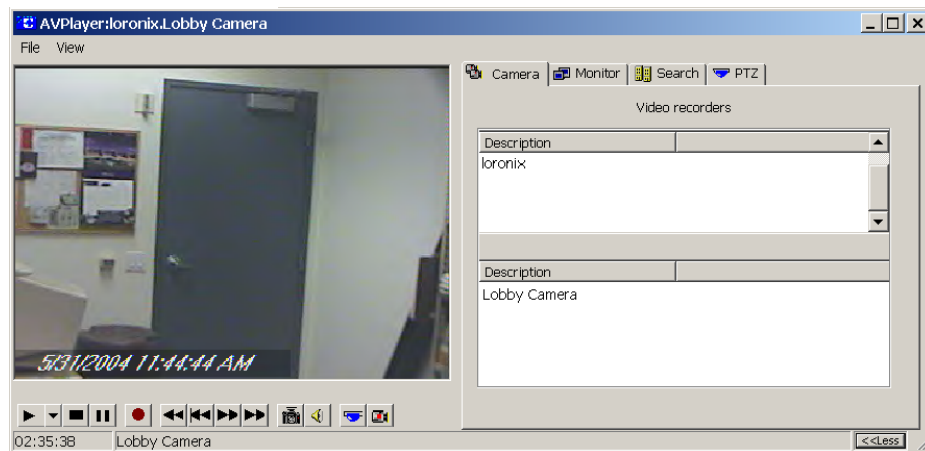 AVPlayer:loronix.Lobby Camera
File View
Camera Monitor Search PTZ
Video recorders
Description
loronix
Description
Lobby Camera
5/31/2004 11:44:44 AM
02:35:38 Lobby Camera <<Less